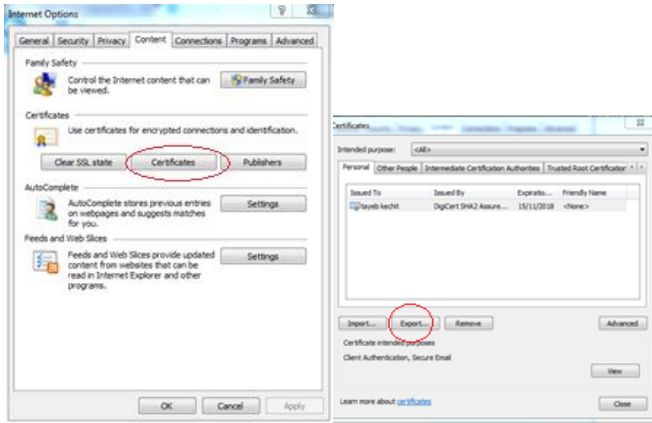 Internet Options
General Security Privacy Content Connections Programs Advanced
Family Safety
Control the Internet content that can
be viewed.
Family Safety
Certificates
Use certificates for encrypted connections and identification.
Clear SSL state Certificates Publishers
AutoComplete
AutoComplete stores previous entries
on webpages and suggests matches
for you.
Settings
Feeds and Web Slices
Feeds and Web Slices provide updated
content from websites that can be
read in Internet Explorer and other
programs.
Settings
OK Cancel Apply
Certificates
Intended purpose: <All>
Personal Other People Intermediate Certification Authorities Trusted Root Certification
Issued To Issued By Expiratio... Friendly Name
tayeb kechit DigiCert SHA2 Assure... 15/11/2018 <None>
Import... Export... Remove Advanced
Certificate intended purposes
Client Authentication, Secure Email
View
Learn more about certificates
Close